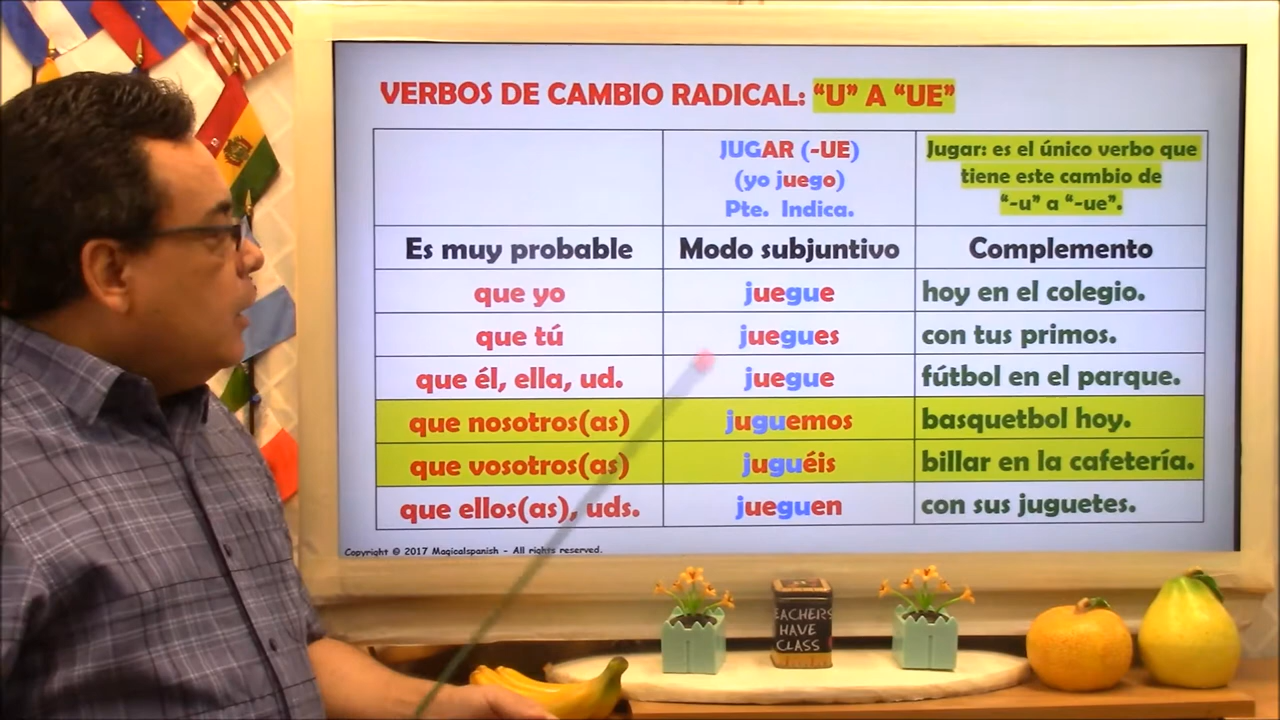 VERBOS DE CAMBIO RADICAL: “U” A “UE”
JUGAR (-UE)
(yo juego)
Pte. Indica.
Jugar: es el único verbo que
tiene este cambio de
“-u” a “-ue”.
Es muy probable Modo subjuntivo Complemento
que yo juegue hoy en el colegio.
que tú juegues con tus primos.
que él, ella, ud. juegue fútbol en el parque.
que nosotros(as) juguemos basquetbol hoy.
que vosotros(as) juguéis billar en la cafetería.
que ellos(as), uds. jueguen con sus juguetes.
Copyright © 2017 Magicalspanish - All rights reserved.
EACHERS
HAVE
CLASS